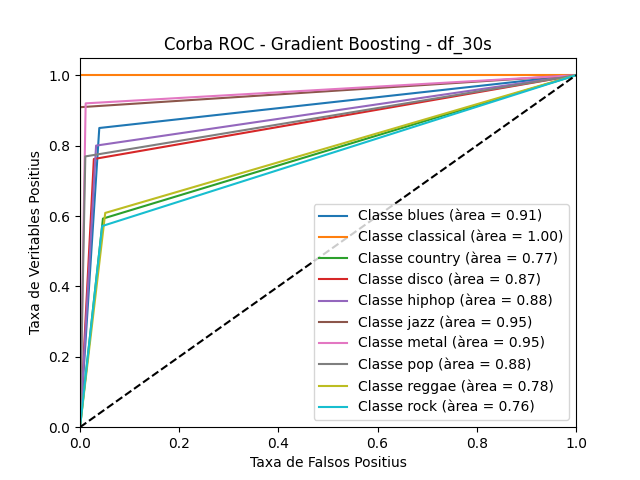 Corba ROC - Gradient Boosting - df_30s
1.0
0.8
0.6
0.4
0.2
0.0
Taxa de Veritables Positius
Classe blues (àrea = 0.91)
Classe classical (àrea = 1.00)
Classe country (àrea = 0.77)
Classe disco (àrea = 0.87)
Classe hiphop (àrea = 0.88)
Classe jazz (àrea = 0.95)
Classe metal (àrea = 0.95)
Classe pop (àrea = 0.88)
Classe reggae (àrea = 0.78)
Classe rock (àrea = 0.76)
0.0 0.2 0.4 0.6 0.8 1.0
Taxa de Falsos Positius